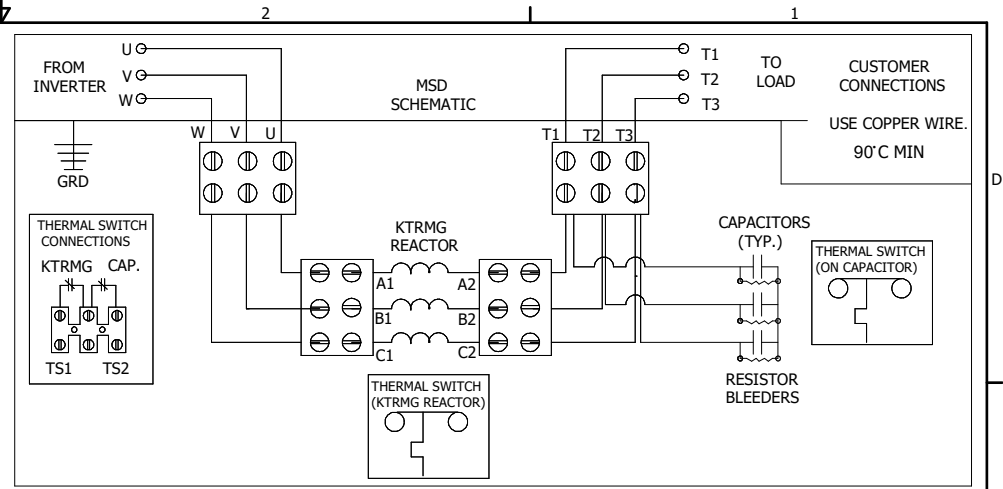 2
1
D
FROM
INVERTER
U
V
W
MSD
SCHEMATIC
T1
T2
T3
TO
LOAD
CUSTOMER
CONNECTIONS
USE COPPER WIRE.
90°C MIN
W V U
T1 T2 T3
GRD
THERMAL SWITCH
CONNECTIONS
KTRMG CAP.
TS1 TS2
KTRMG
REACTOR
A1 A2
B1 B2
C1 C2
CAPACITORS
(TYP.)
RESISTOR
BLEEDERS
THERMAL SWITCH
(ON CAPACITOR)
THERMAL SWITCH
(KTRMG REACTOR)